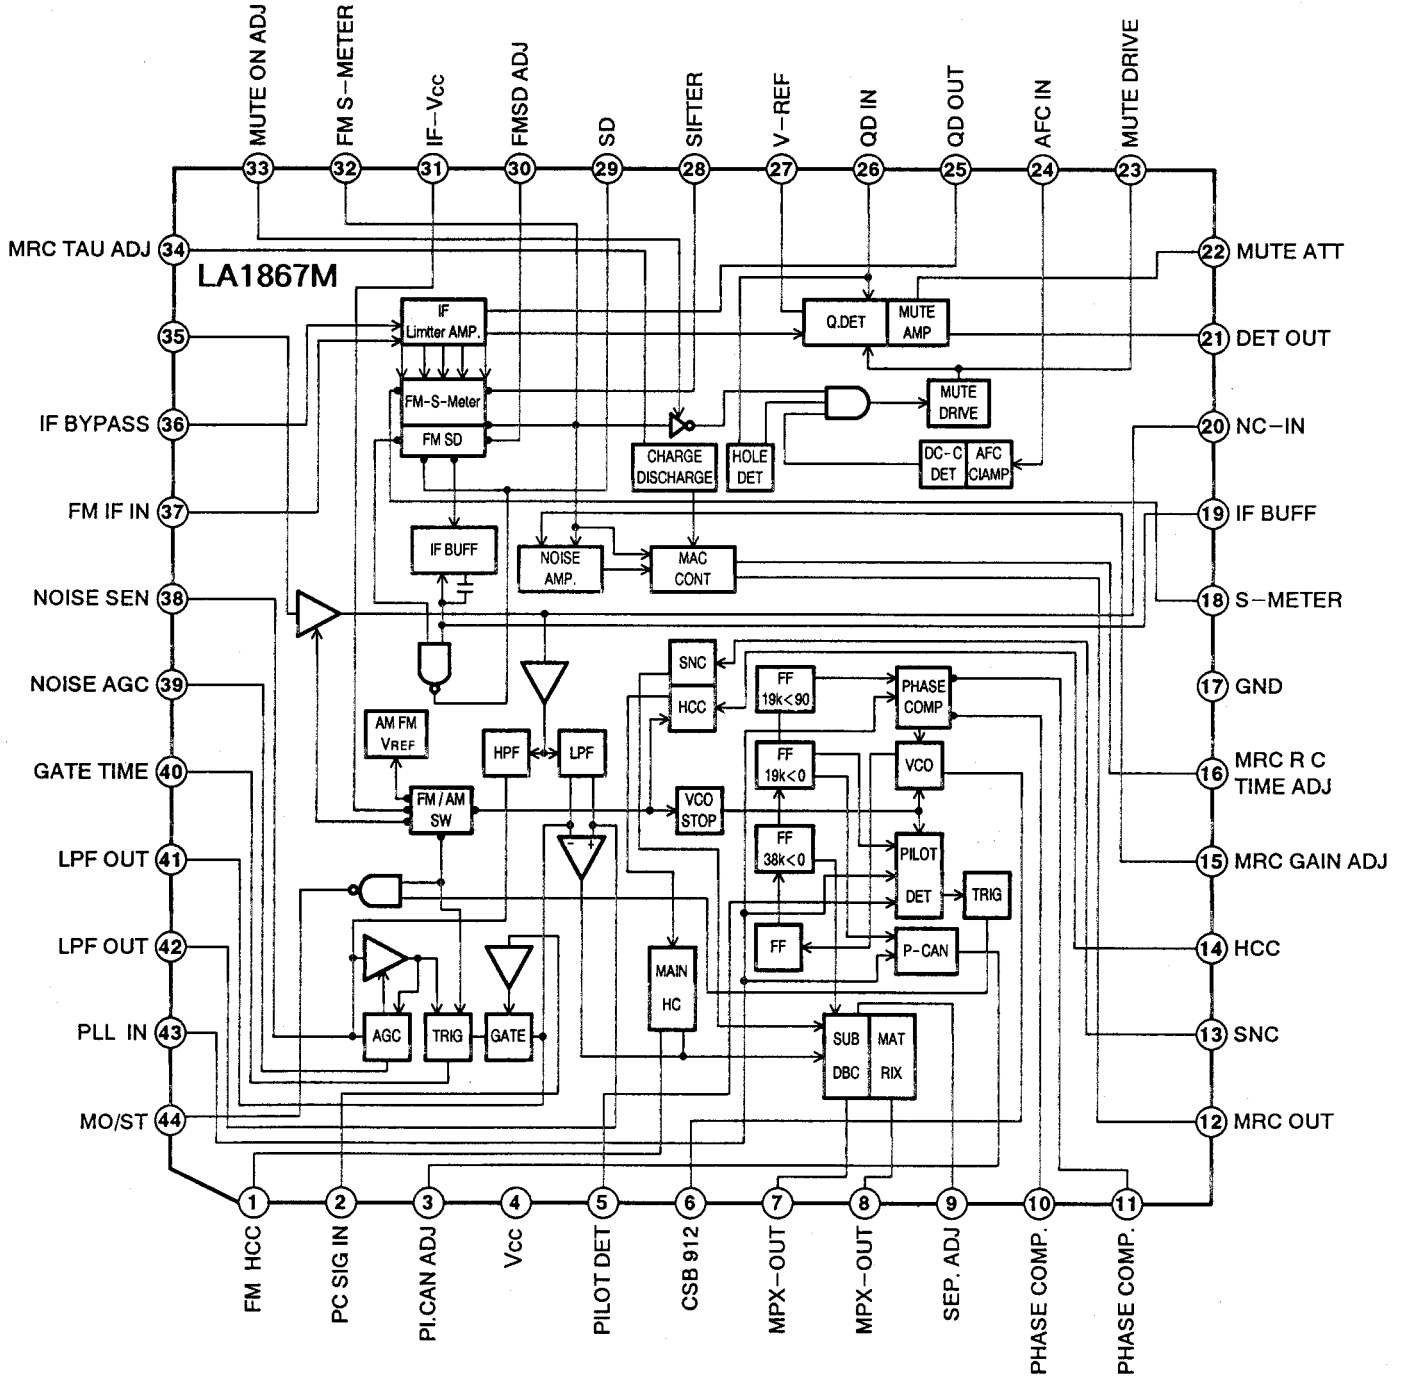 MUTE ON ADJ
FM S-METER
IF-Vcc
FMSD ADJ
SD
SIFTER
V-REF
QD IN
QD OUT
AFC IN
MUTE DRIVE
33
32
31
30
29
28
27
26
25
24
23
MRC TAU ADJ 34
LA1867M
22 MUTE ATT
35
IF
Limtter AMP.
Q.DET
MUTE
AMP
21 DET OUT
IF BYPASS 36
FM-S-Meter
FM SD
MUTE
DRIVE
20 NC-IN
CHARGE
DISCHARGE
HOLE
DET
DC-C
DET
AFC
CIAMP
FM IF IN 37
19 IF BUFF
IF BUFF
NOISE
AMP.
MAC
CONT
NOISE SEN 38
18 S-METER
SNC
HCC
FF
19k<90
PHASE
COMP
NOISE AGC 39
17 GND
AM FM
VREF
HPF
LPF
FF
19k<0
VCO
GATE TIME 40
16 MRC R C
TIME ADJ
FM/AM
SW
VCO
STOP
- +
FF
38k<0
PILOT
DET
TRIG
LPF OUT 41
15 MRC GAIN ADJ
LPF OUT 42
14 HCC
FF
P-CAN
MAIN
HC
PLL IN 43
13 SNC
AGC
TRIG
GATE
SUB
DBC
MAT
RIX
MO/ST 44
12 MRC OUT
1
2
3
4
5
6
7
8
9
10
11
FM HCC
PC SIG IN
PI.CAN ADJ
Vcc
PILOT DET
CSB 912
MPX-OUT
MPX-OUT
SEP. ADJ
PHASE COMP.
PHASE COMP.